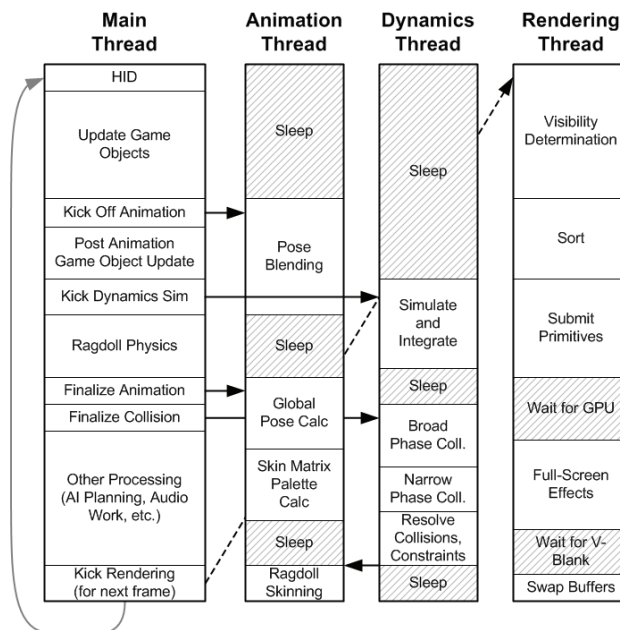 Main
Thread
HID
Update Game
Objects
Kick Off Animation
Post Animation
Game Object Update
Kick Dynamics Sim
Ragdoll Physics
Finalize Animation
Finalize Collision
Other Processing
(AI Planning, Audio
Work, etc.)
Kick Rendering
(for next frame)
Animation
Thread
Sleep
Pose
Blending
Sleep
Global
Pose Calc
Skin Matrix
Palette
Calc
Sleep
Ragdoll
Skinning
Dynamics
Thread
Sleep
Simulate
and
Integrate
Sleep
Broad
Phase Coll.
Narrow
Phase Coll.
Resolve
Collisions,
Constraints
Sleep
Rendering
Thread
Visibility
Determination
Sort
Submit
Primitives
Wait for GPU
Full-Screen
Effects
Wait for V-
Blank
Swap Buffers